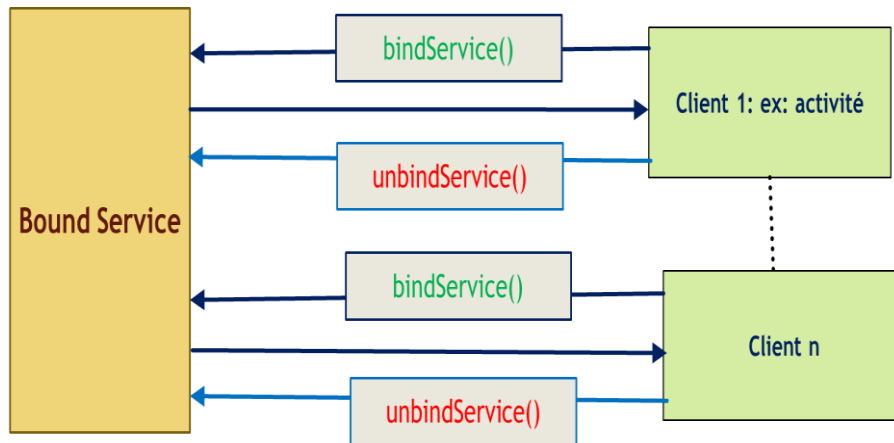 bindService()
Client 1: ex: activité
unbindService()
Bound Service
bindService()
Client n
unbindService()